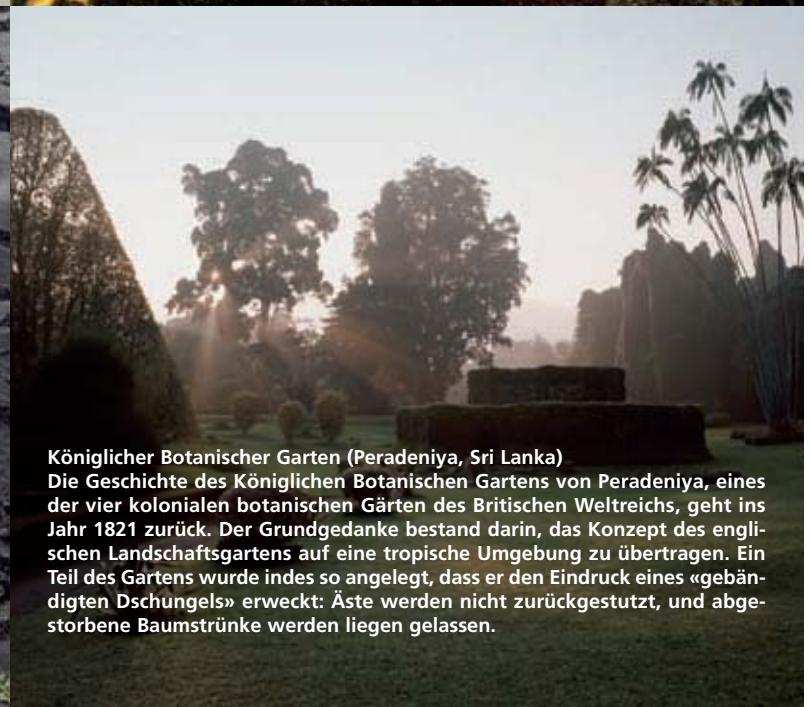 Königlicher Botanischer Garten (Peradeniya, Sri Lanka)
Die Geschichte des Königlichen Botanischen Gartens von Peradeniya, eines
der vier kolonialen botanischen Gärten des Britischen Weltreichs, geht ins
Jahr 1821 zurück. Der Grundgedanke bestand darin, das Konzept des engli-
schen Landschaftsgartens auf eine tropische Umgebung zu übertragen. Ein
Teil des Gartens wurde indes so angelegt, dass er den Eindruck eines «gebän-
digten Dschungels» erweckt: Äste werden nicht zurückgestutzt, und abge-
storbene Baumstrünke werden liegen gelassen.